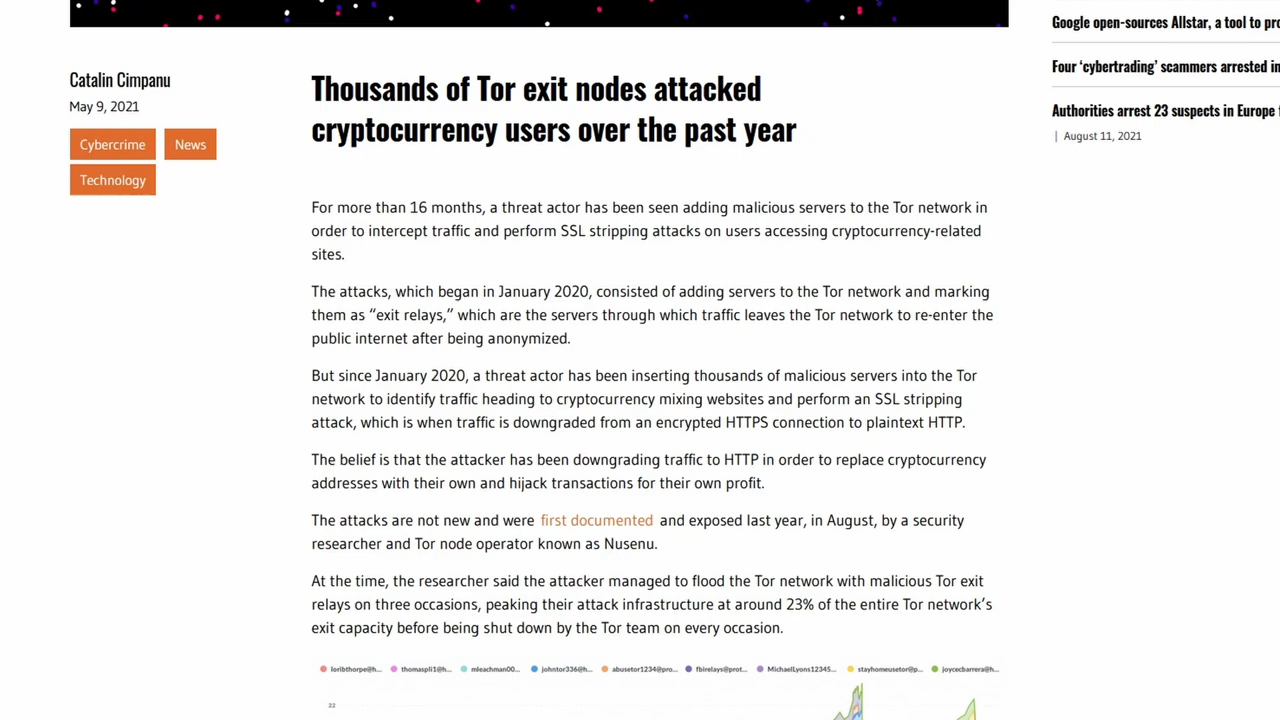 Catalin Cimpanu
May 9, 2021
Cybercrime
News
Technology
Thousands of Tor exit nodes attacked
cryptocurrency users over the past year
For more than 16 months, a threat actor has been seen adding malicious servers to the Tor network in
order to intercept traffic and perform SSL stripping attacks on users accessing cryptocurrency-related
sites.
The attacks, which began in January 2020, consisted of adding servers to the Tor network and marking
them as “exit relays,” which are the servers through which traffic leaves the Tor network to re-enter the
public internet after being anonymized.
But since January 2020, a threat actor has been inserting thousands of malicious servers into the Tor
network to identify traffic heading to cryptocurrency mixing websites and perform an SSL stripping
attack, which is when traffic is downgraded from an encrypted HTTPS connection to plaintext HTTP.
The belief is that the attacker has been downgrading traffic to HTTP in order to replace cryptocurrency
addresses with their own and hijack transactions for their own profit.
The attacks are not new and were first documented and exposed last year, in August, by a security
researcher and Tor node operator known as Nusenu.
At the time, the researcher said the attacker managed to flood the Tor network with malicious Tor exit
relays on three occasions, peaking their attack infrastructure at around 23% of the entire Tor network’s
exit capacity before being shut down by the Tor team on every occasion.
loribthorpe@h... thomaspli1@h... mleachman00... johntor336@h... abusetor1234@pro... fbirelays@prot... MichaelLyons12345... stayhomeusetor@p... joycecbarrera@h...
22
Google open-sources Allstar, a tool to pro
Four ‘cybertrading’ scammers arrested in
Authorities arrest 23 suspects in Europe
| August 11, 2021